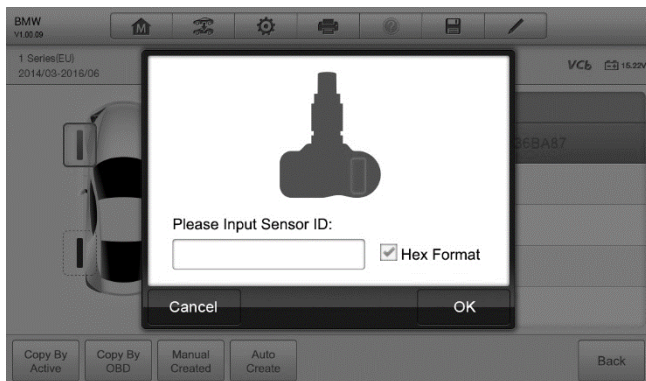 BMW
V1.00.09
1 Series(EU)
2014/03-2016/06
VCI
15.22V
36BA87
Please Input Sensor ID:
Hex Format
Cancel
OK
Copy By
Active
Copy By
OBD
Manual
Created
Auto
Create
Back